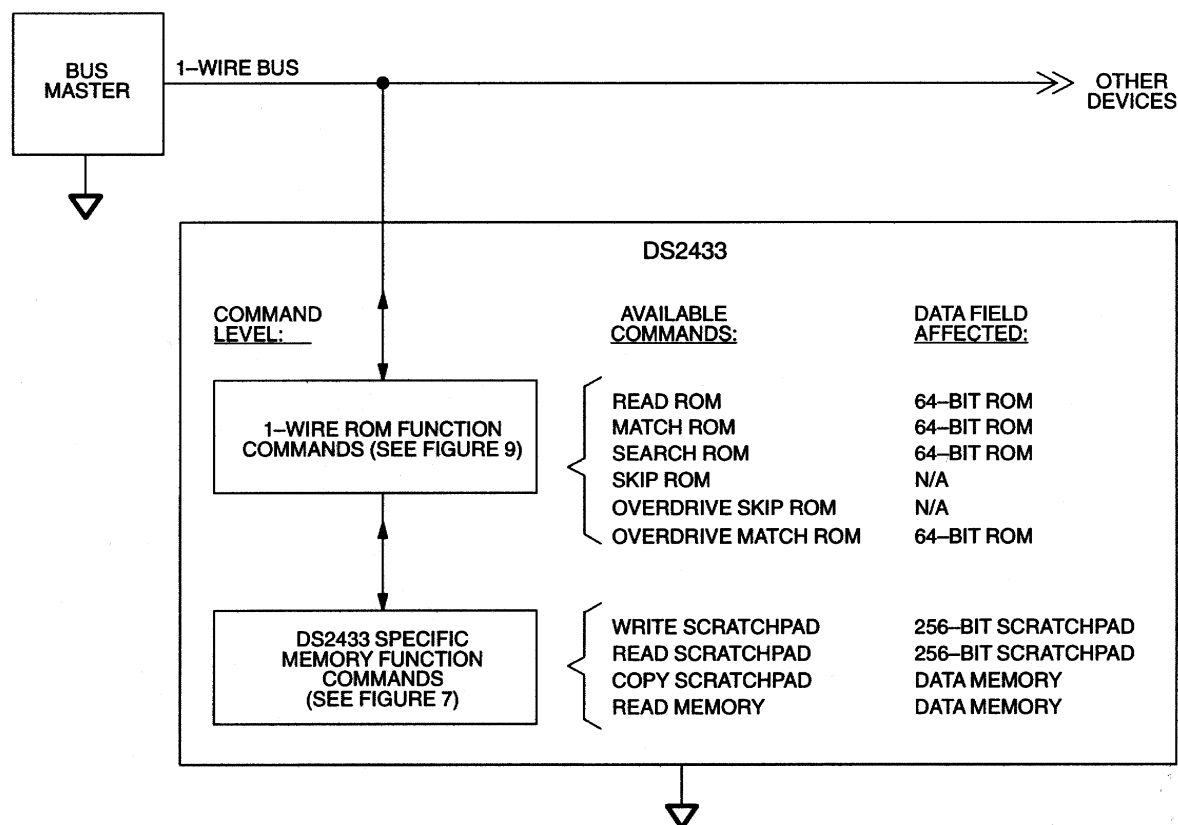 BUS
MASTER
1–WIRE BUS
OTHER
DEVICES
DS2433
COMMAND
LEVEL:
AVAILABLE
COMMANDS:
DATA FIELD
AFFECTED:
1–WIRE ROM FUNCTION
COMMANDS (SEE FIGURE 9)
READ ROM 64–BIT ROM
MATCH ROM 64–BIT ROM
SEARCH ROM 64–BIT ROM
SKIP ROM N/A
OVERDRIVE SKIP ROM N/A
OVERDRIVE MATCH ROM 64–BIT ROM
DS2433 SPECIFIC
MEMORY FUNCTION
COMMANDS
(SEE FIGURE 7)
WRITE SCRATCHPAD 256–BIT SCRATCHPAD
READ SCRATCHPAD 256–BIT SCRATCHPAD
COPY SCRATCHPAD DATA MEMORY
READ MEMORY DATA MEMORY